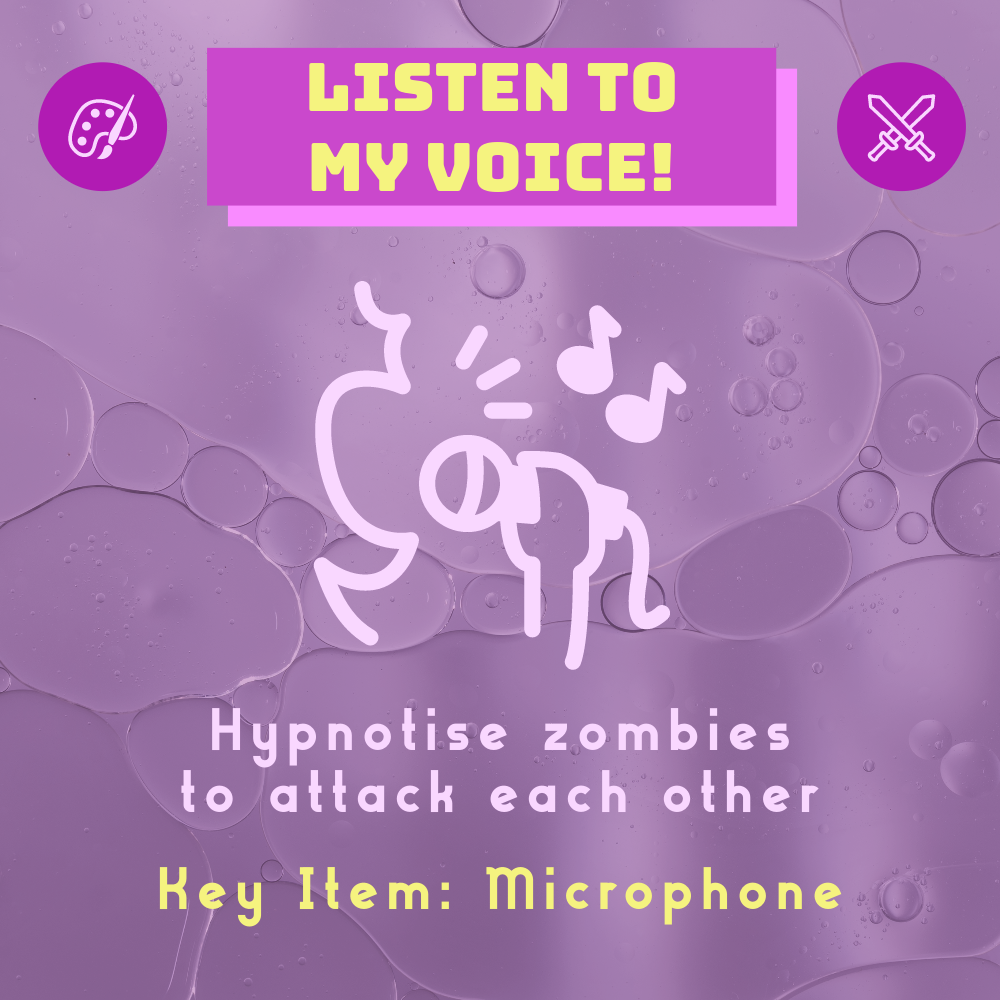 LISTEN TO
MY VOICE!
Hypnotise zombies
to attack each other
Key Item: Microphone